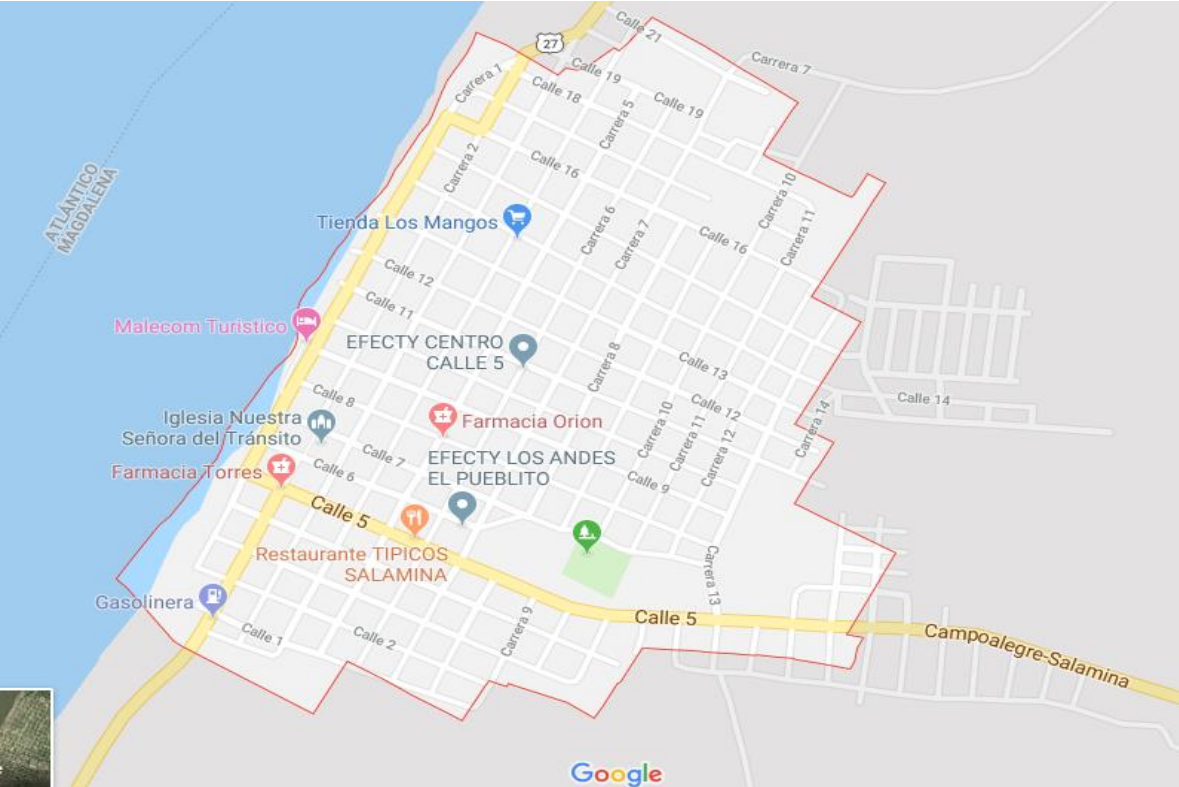 Calle 21
27
Carrera 7
Calle 19
Carrera 1
Calle 18
Calle 19
Carrera 5
Carrera 2
Calle 16
ATLÁNTICO
MAGDALENA
Carrera 10
Tienda Los Mangos
Carrera 6
Carrera 7
Calle 16
Carrera 11
Calle 12
Calle 11
Malecom Turistico
EFECTY CENTRO
CALLE 5
Carrera 8
Calle 13
Calle 8
Calle 12
Calle 14
Iglesia Nuestra
Señora del Tránsito
Farmacia Orion
Carrera 10
Carrera 11
Carrera 12
Carrera 14
Calle 7
EFECTY LOS ANDES
EL PUEBLITO
Farmacia Torres
Calle 6
Calle 9
Calle 5
Restaurante TIPICOS
SALAMINA
Carrera 13
Gasolinera
Calle 1
Calle 2
Carrera 9
Calle 5
Campoalegre-Salamina
Google